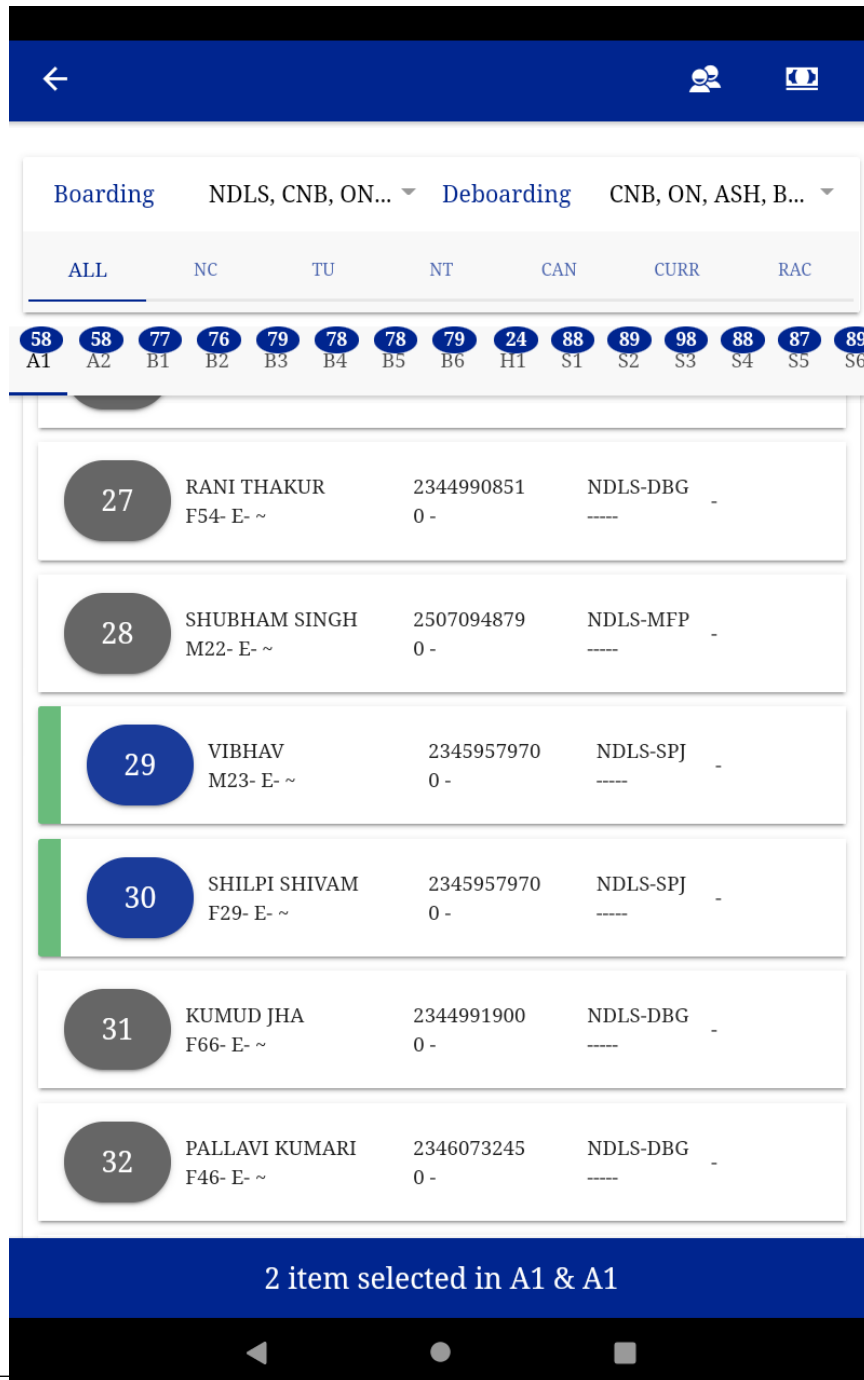 Boarding NDLS, CNB, ON... Deboarding CNB, ON, ASH, B...
ALL NC TU NT CAN CURR RAC
58 58 77 76 79 78 78 79 24 88 89 98 88 87 89
A1 A2 B1 B2 B3 B4 B5 B6 H1 S1 S2 S3 S4 S5 S6
27 RANI THAKUR 2344990851 NDLS-DBG -
F54- E- ~ 0 - -----
28 SHUBHAM SINGH 2507094879 NDLS-MFP -
M22- E- ~ 0 - -----
29 VIBHAV 2345957970 NDLS-SPJ -
M23- E- ~ 0 - -----
30 SHILPI SHIVAM 2345957970 NDLS-SPJ -
F29- E- ~ 0 - -----
31 KUMUD JHA 2344991900 NDLS-DBG -
F66- E- ~ 0 - -----
32 PALLAVI KUMARI 2346073245 NDLS-DBG -
F46- E- ~ 0 - -----
2 item selected in A1 & A1